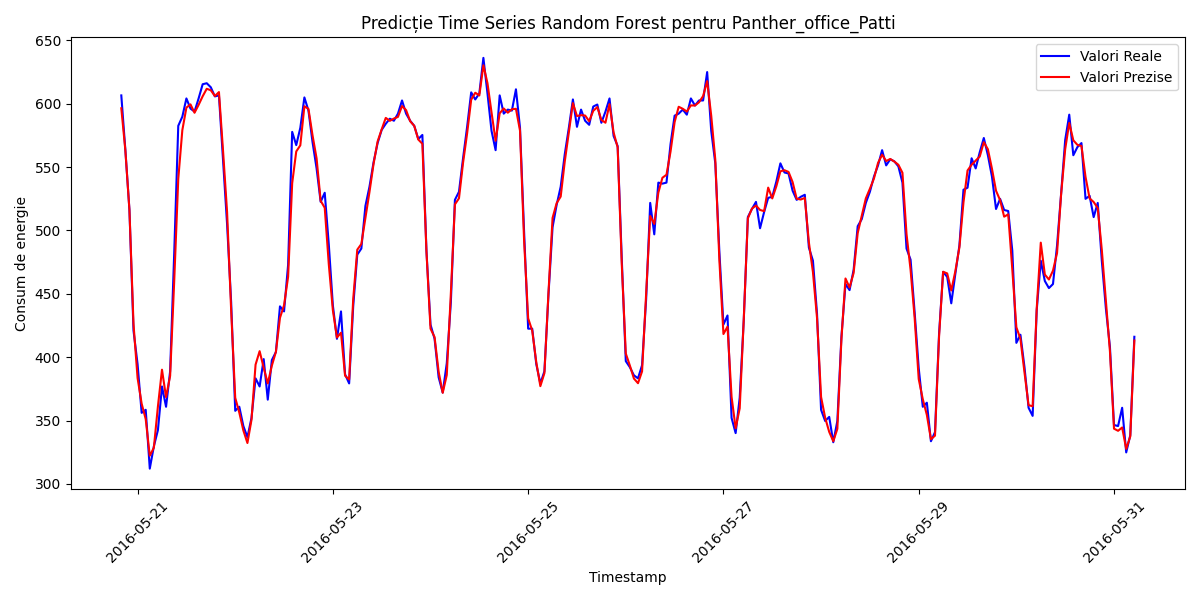 Predicție Time Series Random Forest pentru Panther_office_Patti
Valori Reale
Valori Prezise
Consum de energie
650
600
550
500
450
400
350
300
2016-05-21
2016-05-23
2016-05-25
2016-05-27
2016-05-29
2016-05-31
Timestamp